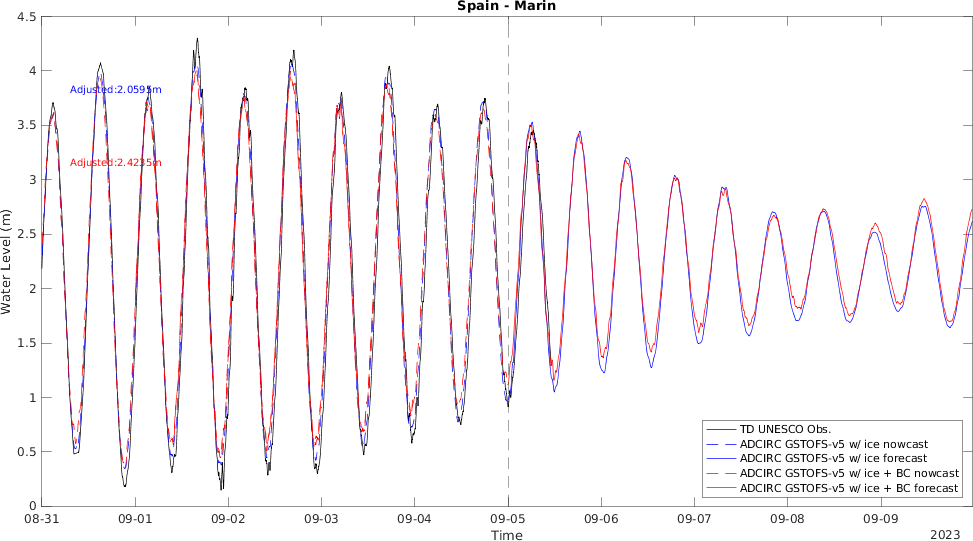 Spain - Marin
4.5
4
3.5
3
2.5
2
1.5
1
0.5
0
Water Level (m)
Adjusted:2.0595m
Adjusted:2.4235m
TD UNESCO Obs.
ADCIRC GSTOFS-v5 w/ ice nowcast
ADCIRC GSTOFS-v5 w/ ice forecast
ADCIRC GSTOFS-v5 w/ ice + BC nowcast
ADCIRC GSTOFS-v5 w/ ice + BC forecast
08-31 09-01 09-02 09-03 09-04 09-05 09-06 09-07 09-08 09-09
Time
2023